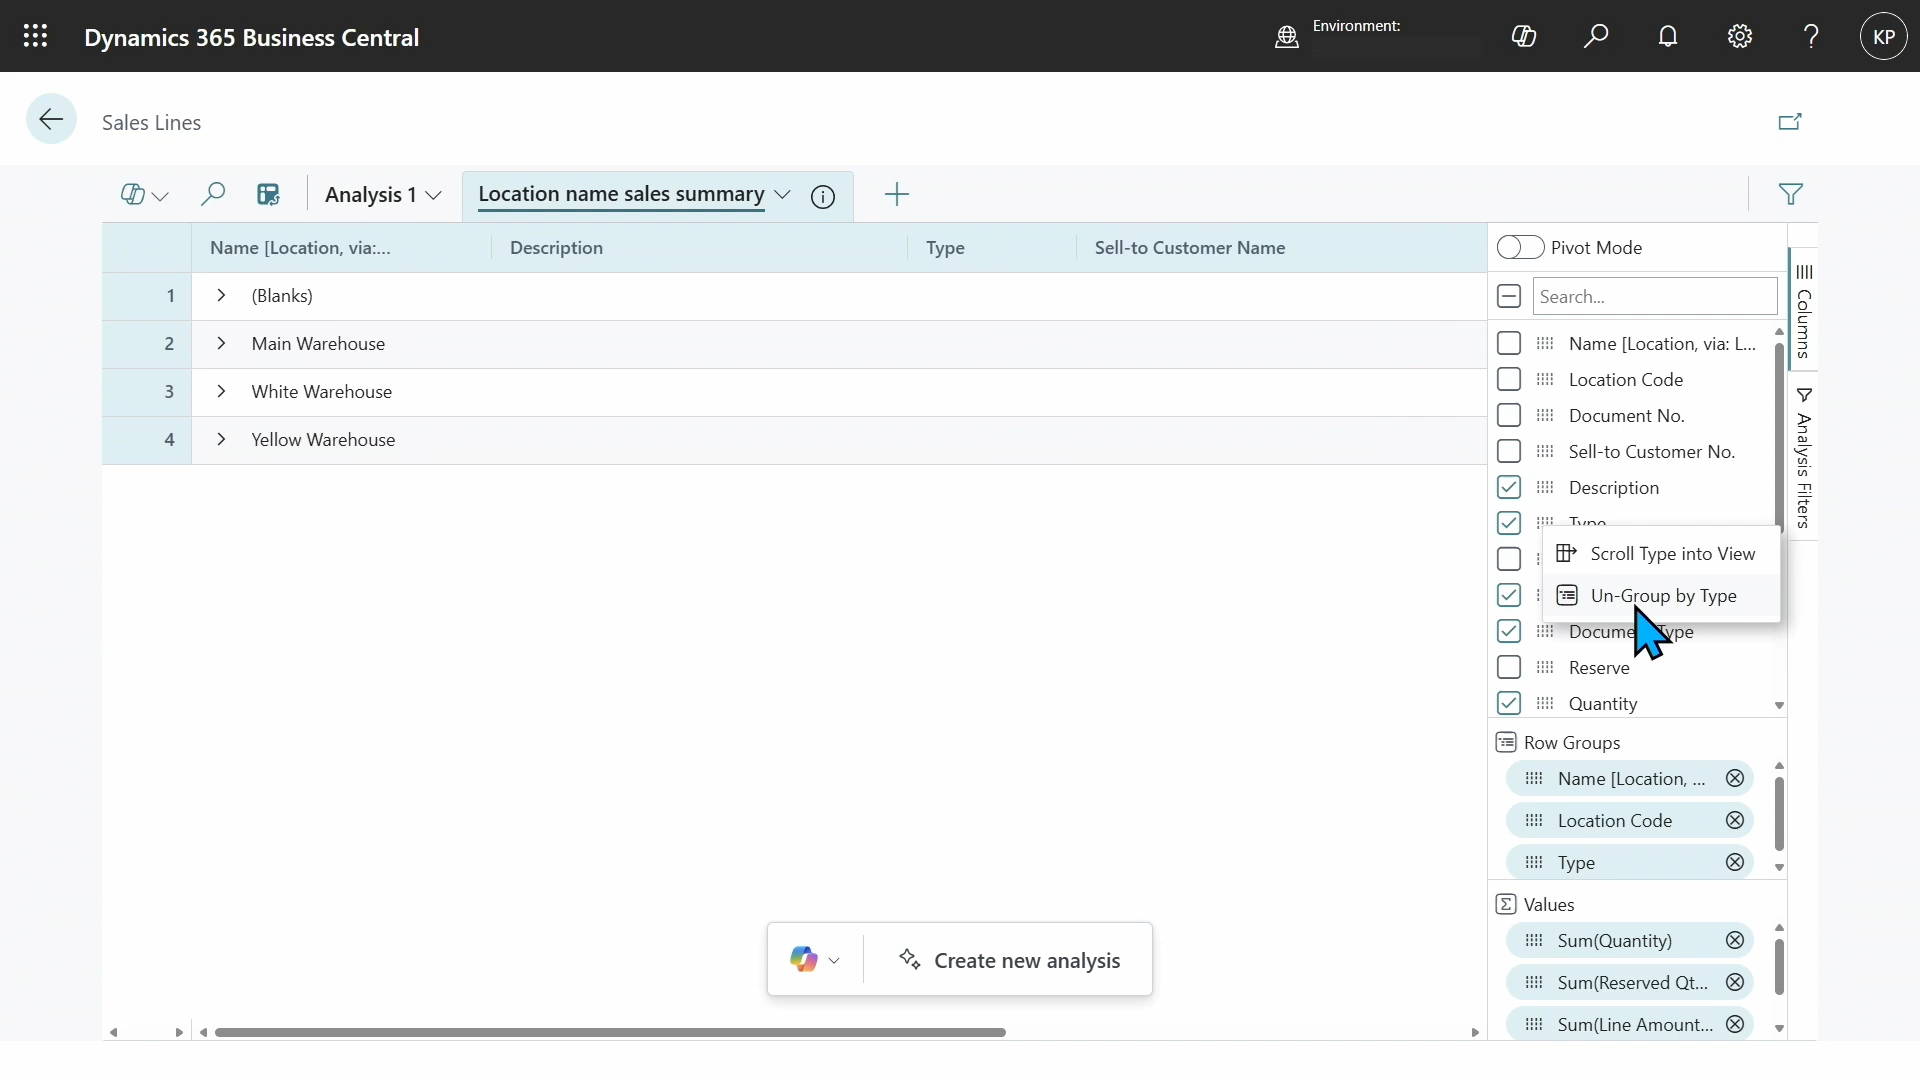 Dynamics 365 Business Central
Environment:
KP
Sales Lines
Analysis 1
Location name sales summary
Name [Location, via:...
Description
Type
Sell-to Customer Name
1
(Blanks)
2
Main Warehouse
3
White Warehouse
4
Yellow Warehouse
Pivot Mode
Search...
Name [Location, via: L...
Location Code
Document No.
Sell-to Customer No.
Description
Type
Scroll Type into View
Un-Group by Type
Reserve
Quantity
Row Groups
Name [Location, ...
Location Code
Type
Values
Sum(Quantity)
Sum(Reserved Qt...
Sum(Line Amount...
Columns
Analysis Filters
Create new analysis